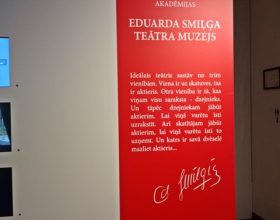 AKADĒMIJAS
EDUARDA SMIĻĢA
TEĀTRA MUZEJS
Ideālais teātris sastāv no trim
vienībām. Viena ir uz skatuves, tas
ir aktieris. Otra vienība ir tā, kas
viņam visu saraksta - dzejnieks.
Un tāpēc dzejniekam jābūt
aktierim. Lai viņš varētu īsti
uzrakstīt. Arī skatītājam jābūt
aktierim, lai viņš varētu īsti to
uzņemt. Un katrs ir savā dvēselē
mazliet aktieris...